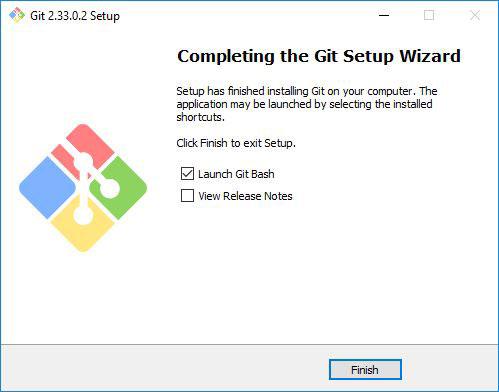 Git 2.33.0.2 Setup
Completing the Git Setup Wizard
Setup has finished installing Git on your computer. The
application may be launched by selecting the installed
shortcuts.
Click Finish to exit Setup.
Launch Git Bash
View Release Notes
Finish